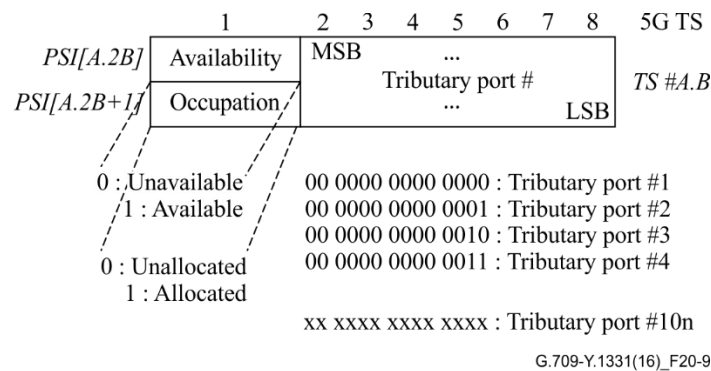 1 2 3 4 5 6 7 8 5G TS
PSI[A.2B] Availability MSB ...
Tributary port # TS #A.B
PSI[A.2B+1] Occupation ... LSB
0 : Unavailable 00 0000 0000 0000 : Tributary port #1
1 : Available 00 0000 0000 0001 : Tributary port #2
00 0000 0000 0010 : Tributary port #3
0 : Unallocated 00 0000 0000 0011 : Tributary port #4
1 : Allocated
xx xxxx xxxx xxxx : Tributary port #10n
G.709-Y.1331(16)_F20-9